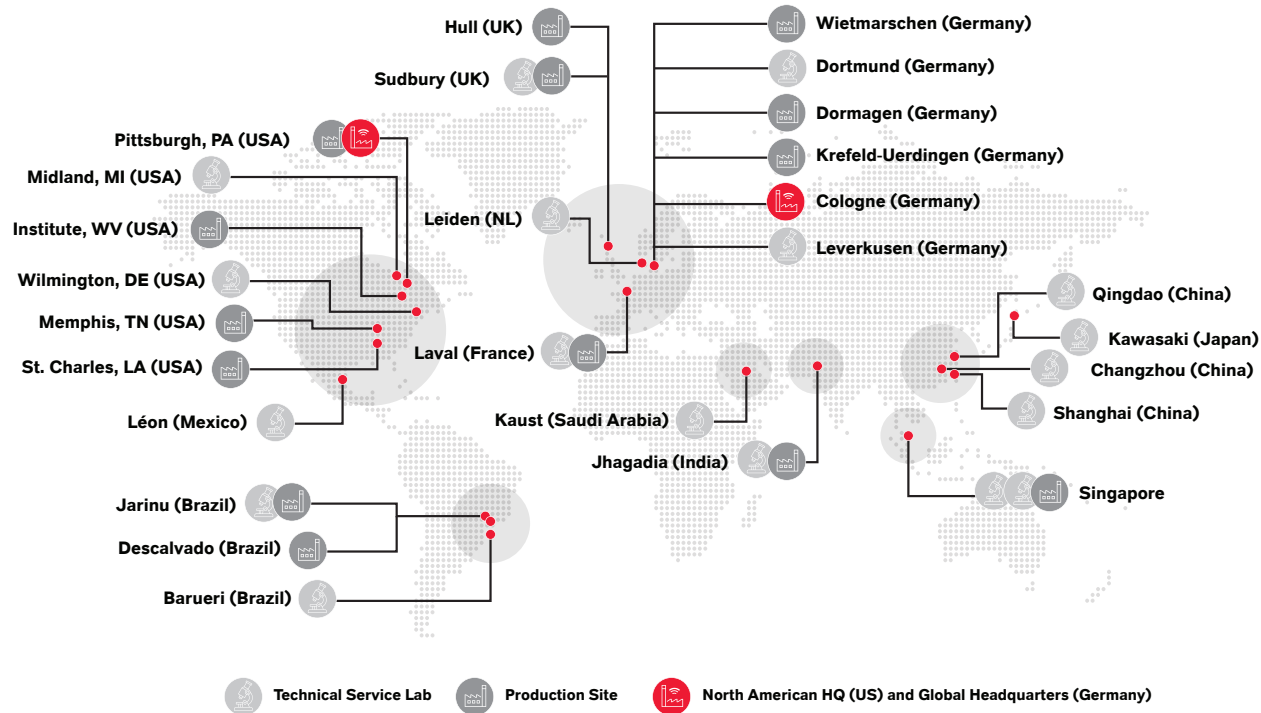 Hull (UK)
Sudbury (UK)
Pittsburgh, PA (USA)
Midland, MI (USA)
Institute, WV (USA)
Wilmington, DE (USA)
Memphis, TN (USA)
St. Charles, LA (USA)
Léon (Mexico)
Jarinu (Brazil)
Descalvado (Brazil)
Barueri (Brazil)
Leiden (NL)
Laval (France)
Wietmarschen (Germany)
Dortmund (Germany)
Dormagen (Germany)
Krefeld-Uerdingen (Germany)
Cologne (Germany)
Leverkusen (Germany)
Kaust (Saudi Arabia)
Jhagadia (India)
Qingdao (China)
Kawasaki (Japan)
Changzhou (China)
Shanghai (China)
Singapore
Technical Service Lab
Production Site
North American HQ (US) and Global Headquarters (Germany)